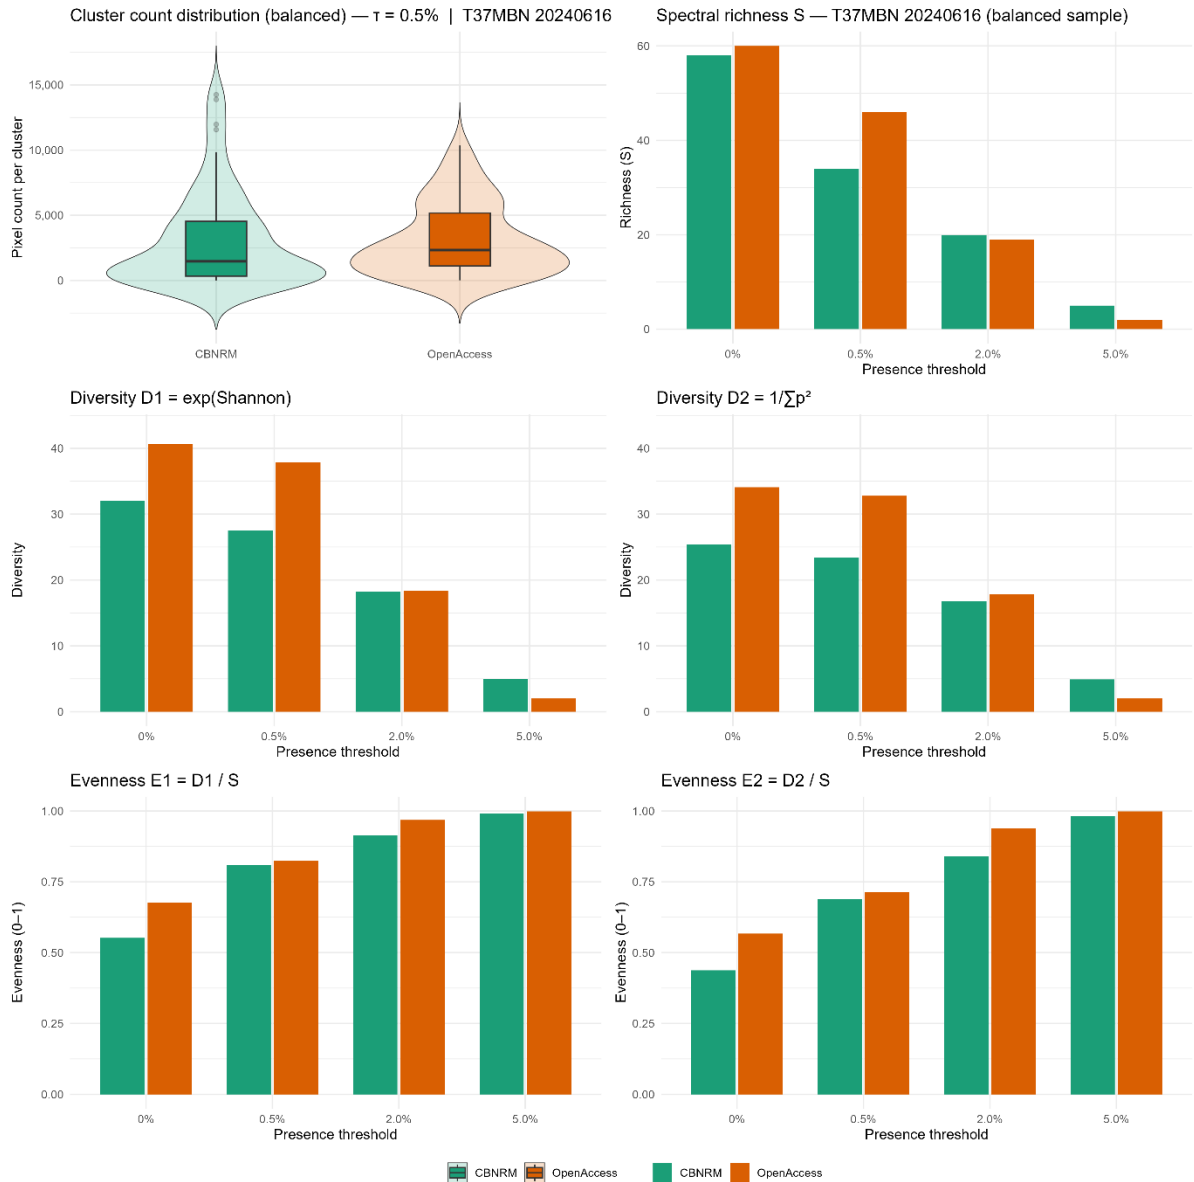 Cluster count distribution (balanced) — τ = 0.5% | T37MBN 20240616
Pixel count per cluster
15,000
10,000
5,000
0
CBNRM
OpenAccess
Spectral richness S — T37MBN 20240616 (balanced sample)
Richness (S)
60
40
20
0
0%
0.5%
2.0%
5.0%
Presence threshold
Diversity D1 = exp(Shannon)
Diversity
40
30
20
10
0
0%
0.5%
2.0%
5.0%
Presence threshold
Diversity D2 = 1/∑p²
Diversity
40
30
20
10
0
0%
0.5%
2.0%
5.0%
Presence threshold
Evenness E1 = D1 / S
Evenness (0–1)
1.00
0.75
0.50
0.25
0.00
0%
0.5%
2.0%
5.0%
Presence threshold
Evenness E2 = D2 / S
Evenness (0–1)
1.00
0.75
0.50
0.25
0.00
0%
0.5%
2.0%
5.0%
Presence threshold
CBNRM OpenAccess CBNRM OpenAccess